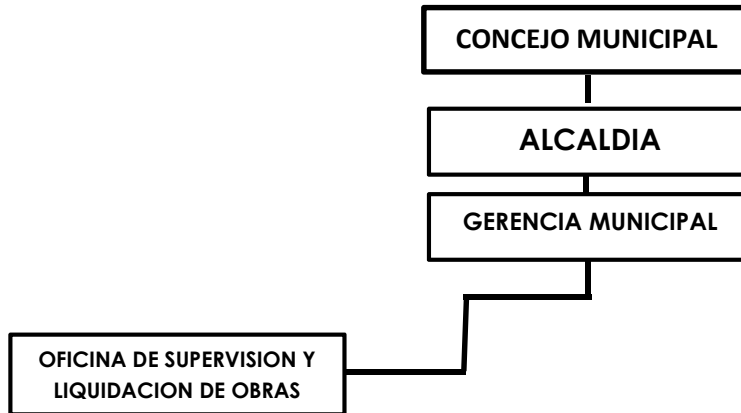 CONCEJO MUNICIPAL
ALCALDIA
GERENCIA MUNICIPAL
OFICINA DE SUPERVISION Y
LIQUIDACION DE OBRAS